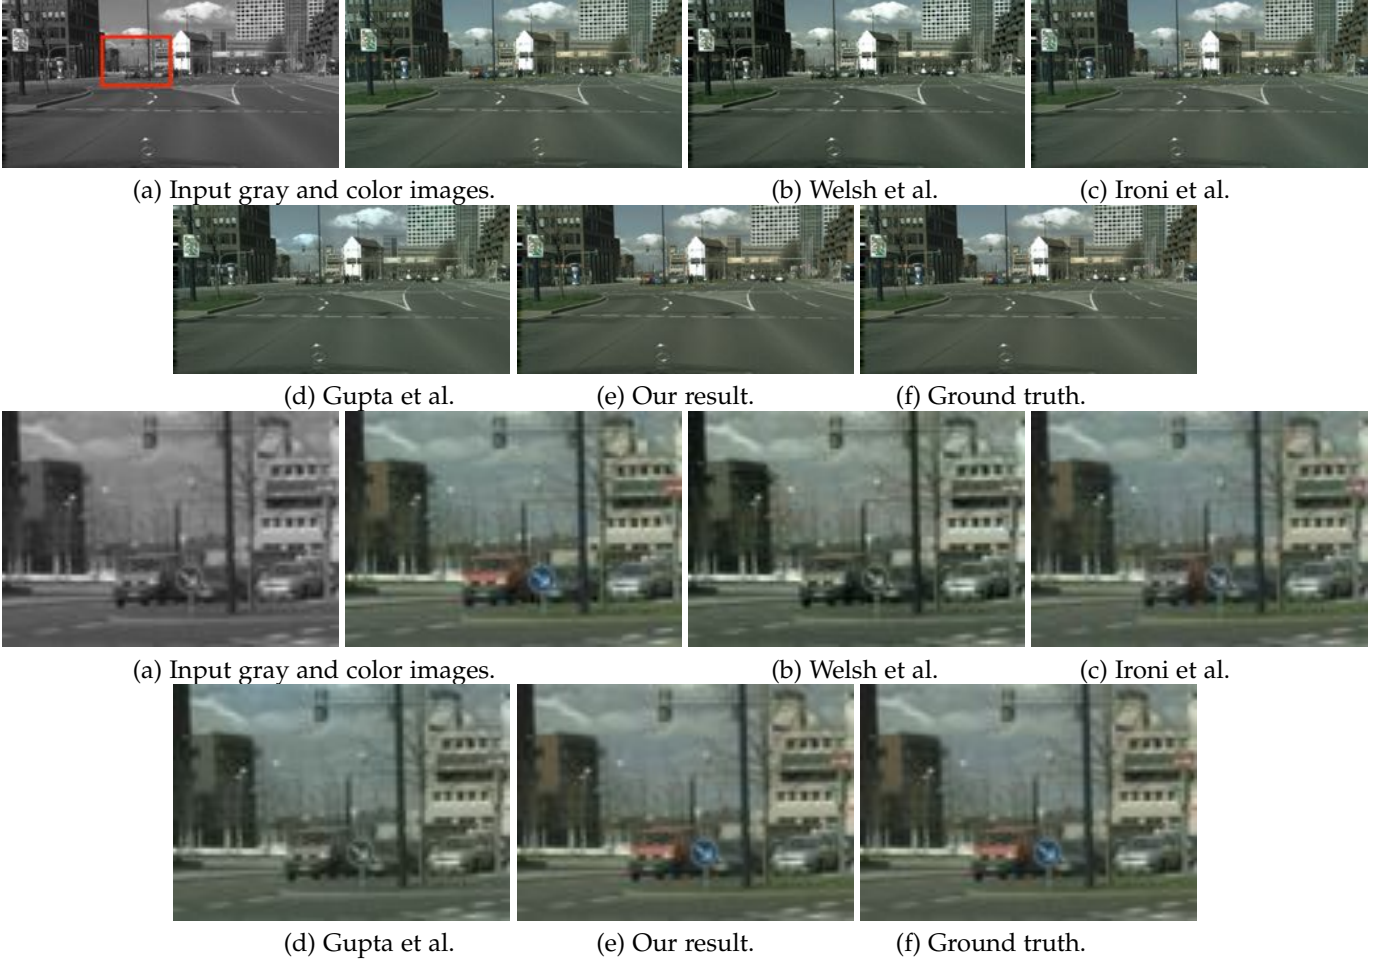 (a) Input gray and color images.
(b) Welsh et al.
(c) Ironi et al.
(d) Gupta et al.
(e) Our result.
(f) Ground truth.
(a) Input gray and color images.
(b) Welsh et al.
(c) Ironi et al.
(d) Gupta et al.
(e) Our result.
(f) Ground truth.